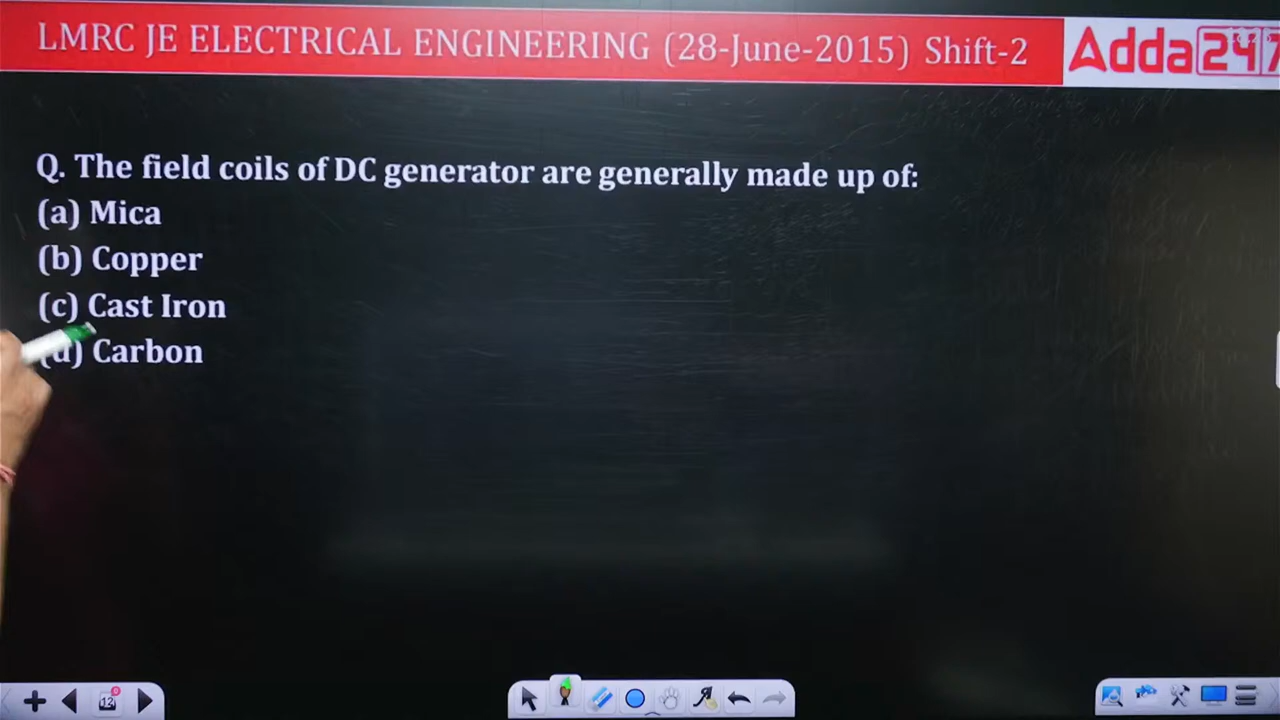 LMRC JE ELECTRICAL ENGINEERING (28-June-2015) Shift-2
Adda247
Q. The field coils of DC generator are generally made up of:
(a) Mica
(b) Copper
(c) Cast Iron
(d) Carbon
12